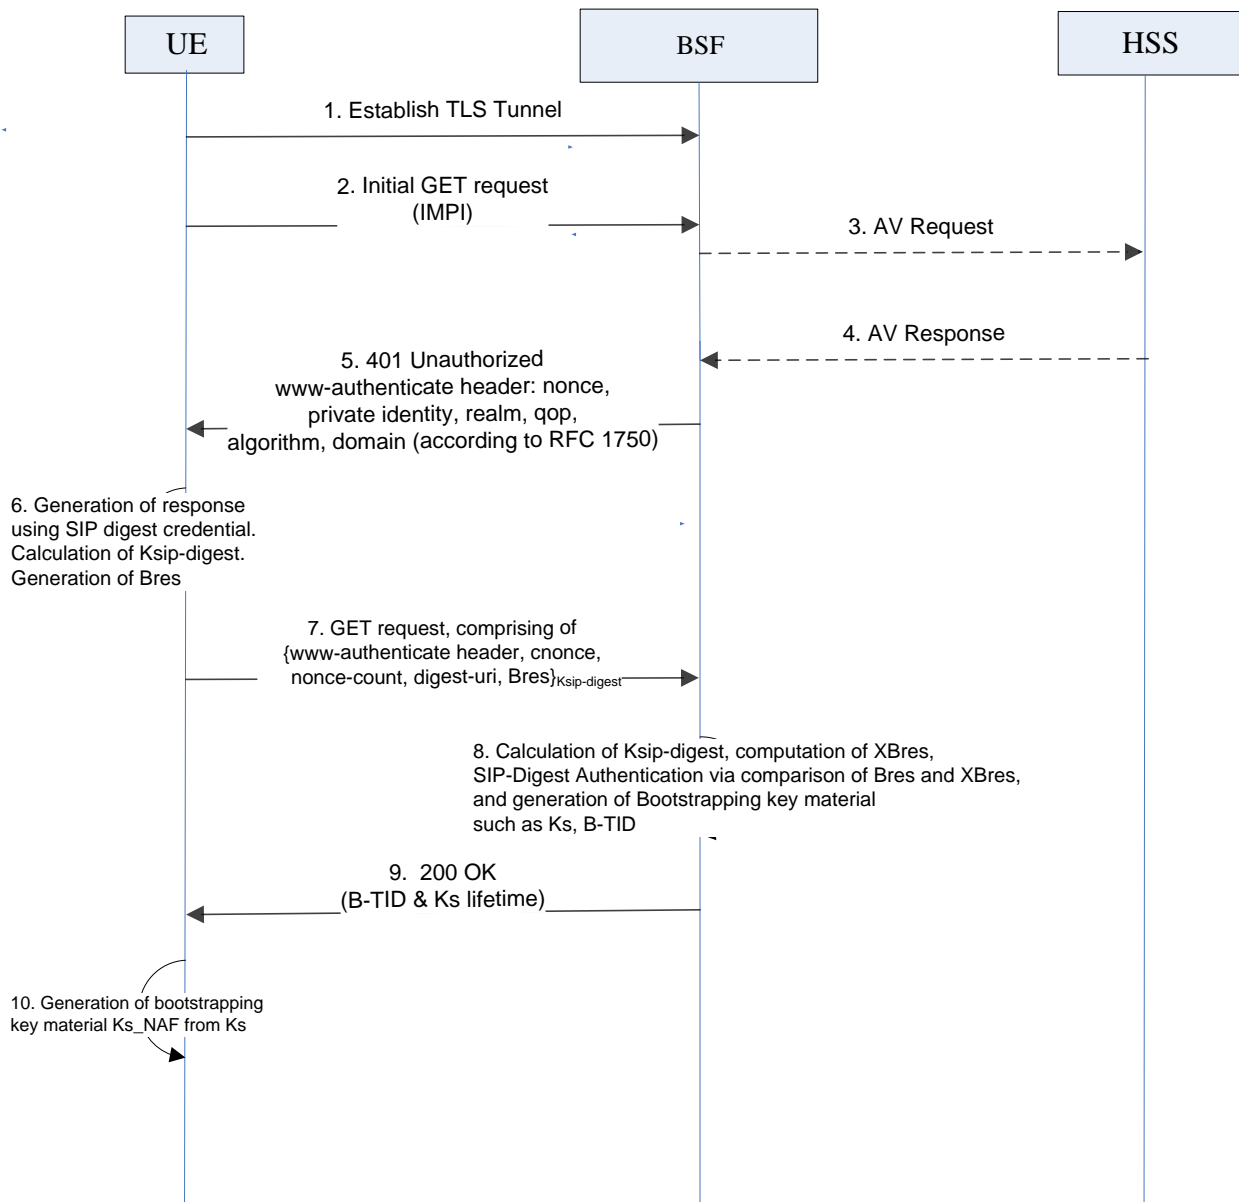 UE
BSF
HSS
1. Establish TLS Tunnel
2. Initial GET request
(IMPI)
3. AV Request
4. AV Response
5. 401 Unauthorized
www-authenticate header: nonce,
private identity, realm, qop,
algorithm, domain (according to RFC 1750)
6. Generation of response
using SIP digest credential.
Calculation of Ksip-digest.
Generation of Bres
7. GET request, comprising of
{www-authenticate header, cnonce,
nonce-count, digest-uri, Bres}Ksip-digest
8. Calculation of Ksip-digest, computation of XBres,
SIP-Digest Authentication via comparison of Bres and XBres,
and generation of Bootstrapping key material
such as Ks, B-TID
9. 200 OK
(B-TID & Ks lifetime)
10. Generation of bootstrapping
key material Ks_NAF from Ks